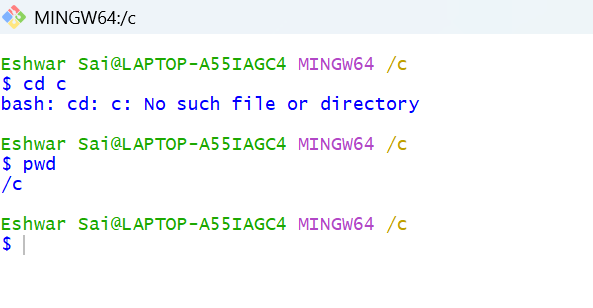 MINGW64:/c
Eshwar Sai@LAPTOP-A55IAGC4 MINGW64 /c
$ cd c
bash: cd: c: No such file or directory
Eshwar Sai@LAPTOP-A55IAGC4 MINGW64 /c
$ pwd
/c
Eshwar Sai@LAPTOP-A55IAGC4 MINGW64 /c
$